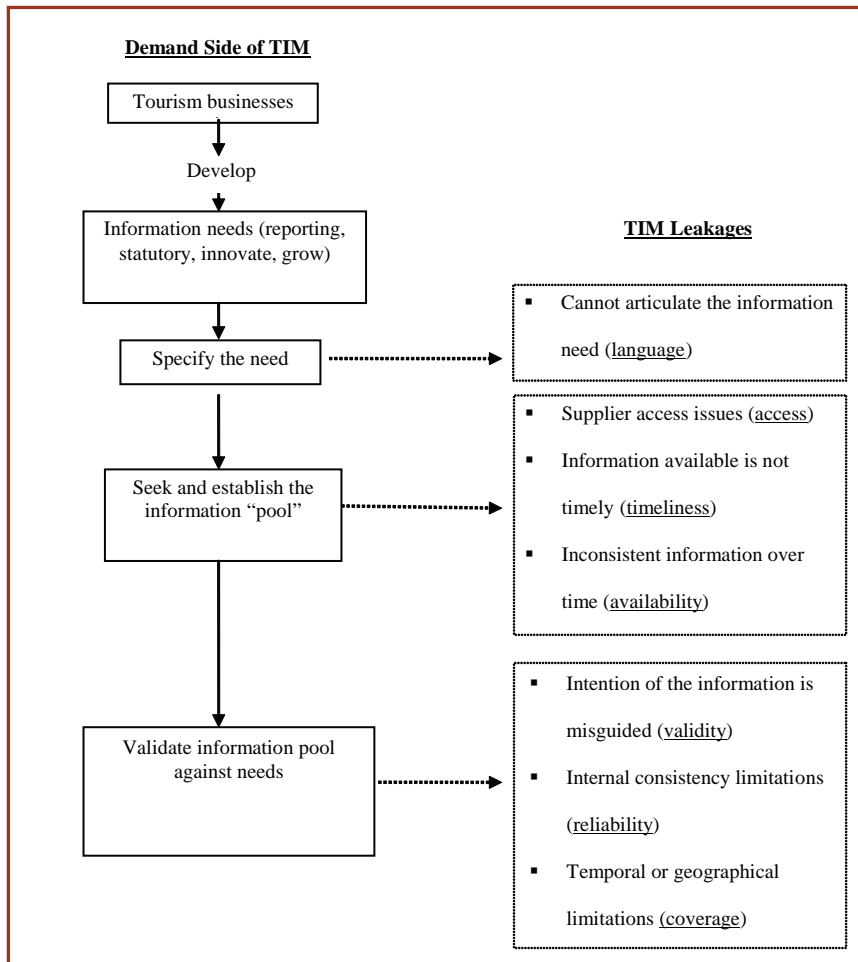 Demand Side of TIM
Tourism businesses
Develop
Information needs (reporting,
statutory, innovate, grow)
Specify the need
Seek and establish the
information “pool”
Validate information pool
against needs
TIM Leakages
▪ Cannot articulate the information
need (language)
▪ Supplier access issues (access)
▪ Information available is not
timely (timeliness)
▪ Inconsistent information over
time (availability)
▪ Intention of the information is
misguided (validity)
▪ Internal consistency limitations
(reliability)
▪ Temporal or geographical
limitations (coverage)